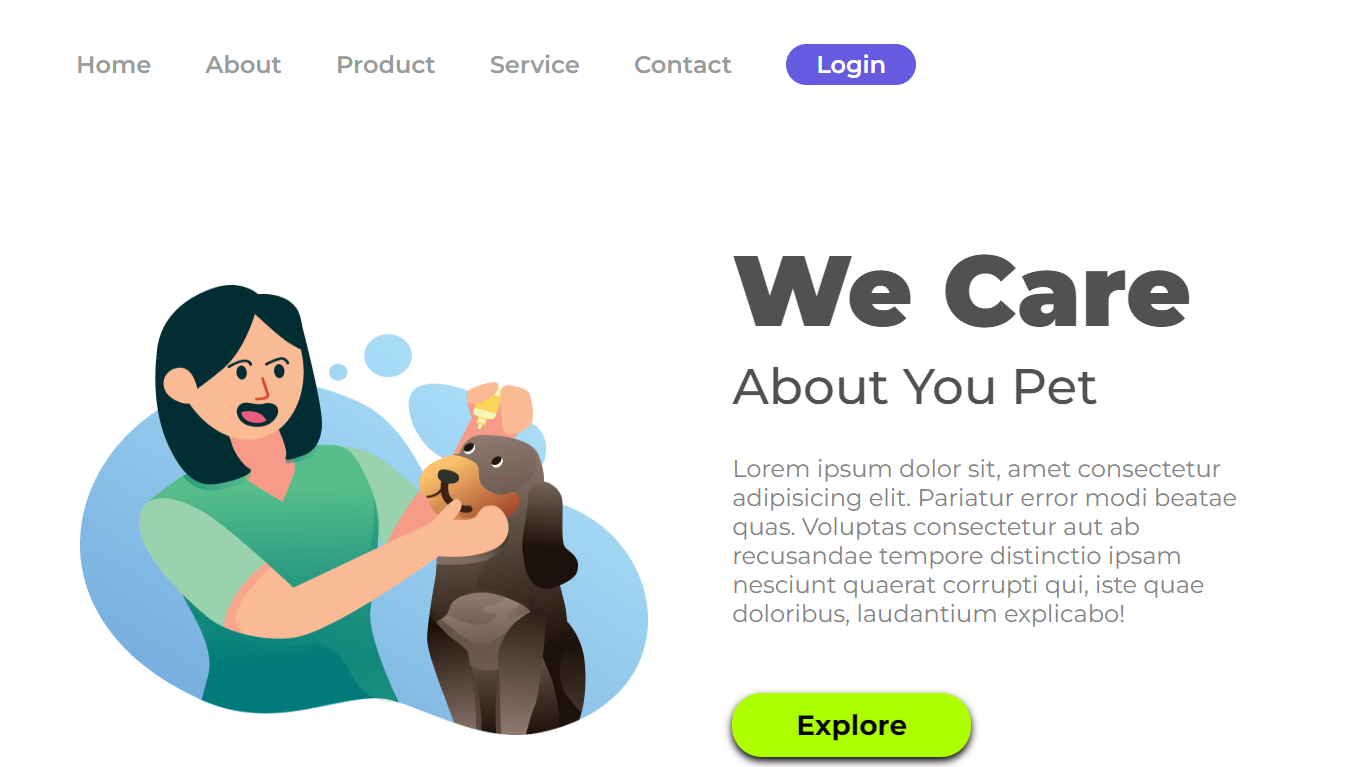 Home About Product Service Contact Login
We Care
About You Pet
Lorem ipsum dolor sit, amet consectetur
adipisicing elit. Pariatur error modi beatae
quas. Voluptas consectetur aut ab
recusandae tempore distinctio ipsam
nesciunt quaerat corrupti qui, iste quae
doloribus, laudantium explicabo!
Explore